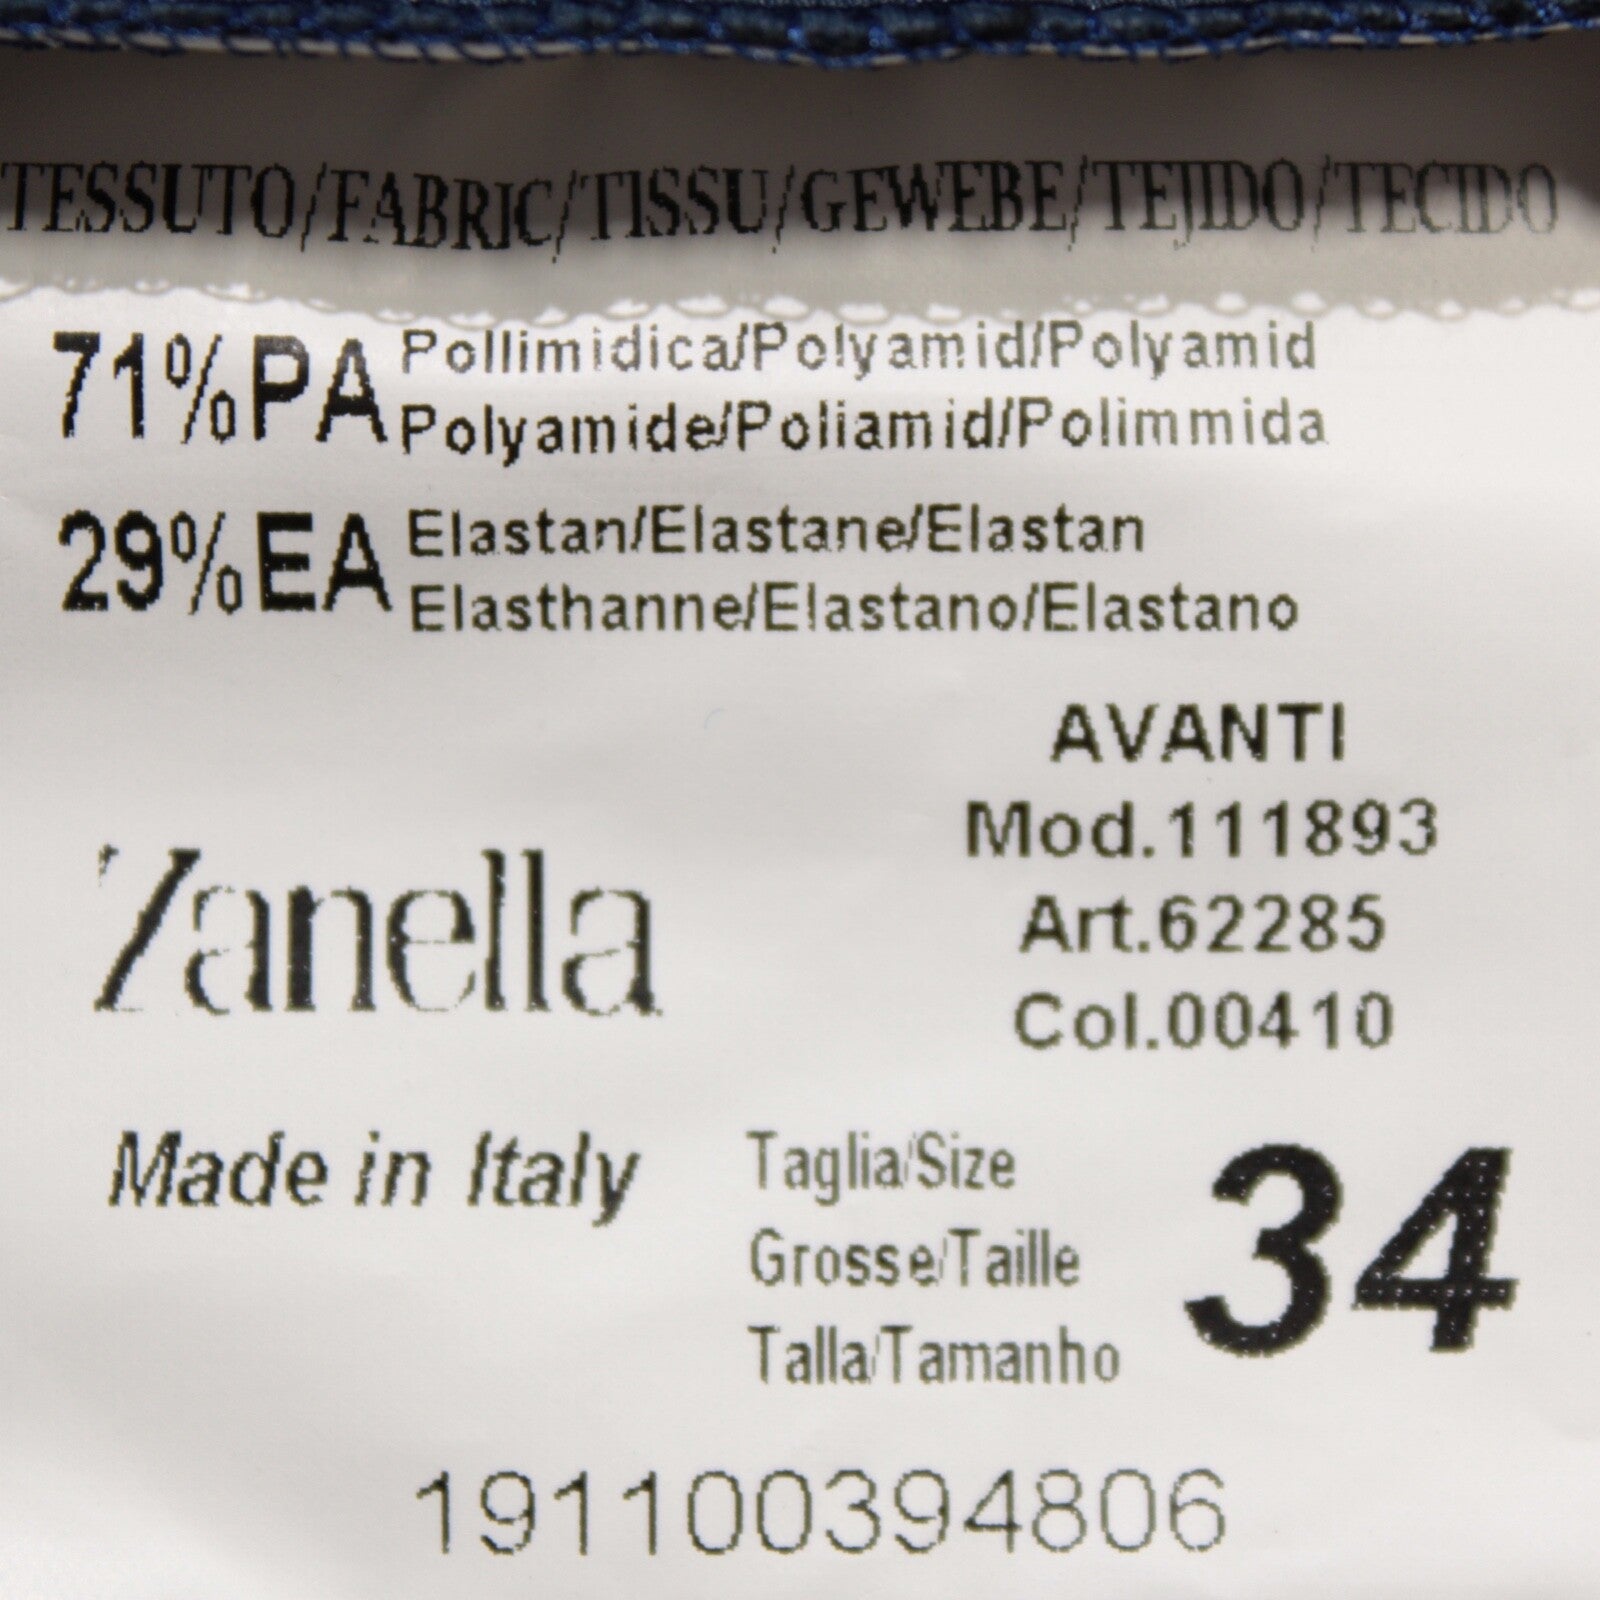 TESSUTO/FABRIC/TISSU/GEWEBE/TEJIDO/TECIDO
71%PA
Pollimidica/Polyamid/Polyamid
Polyamide/Poliamid/Polimmida
29%EA
Elastan/Elastane/Elastan
Elasthanne/Elastano/Elastano
AVANTI
Mod.111893
Art.62285
Col.00410
Zanella
Made in Italy
Taglia/Size
Grosse/Taille
Talla/Tamanho
34
191100394806